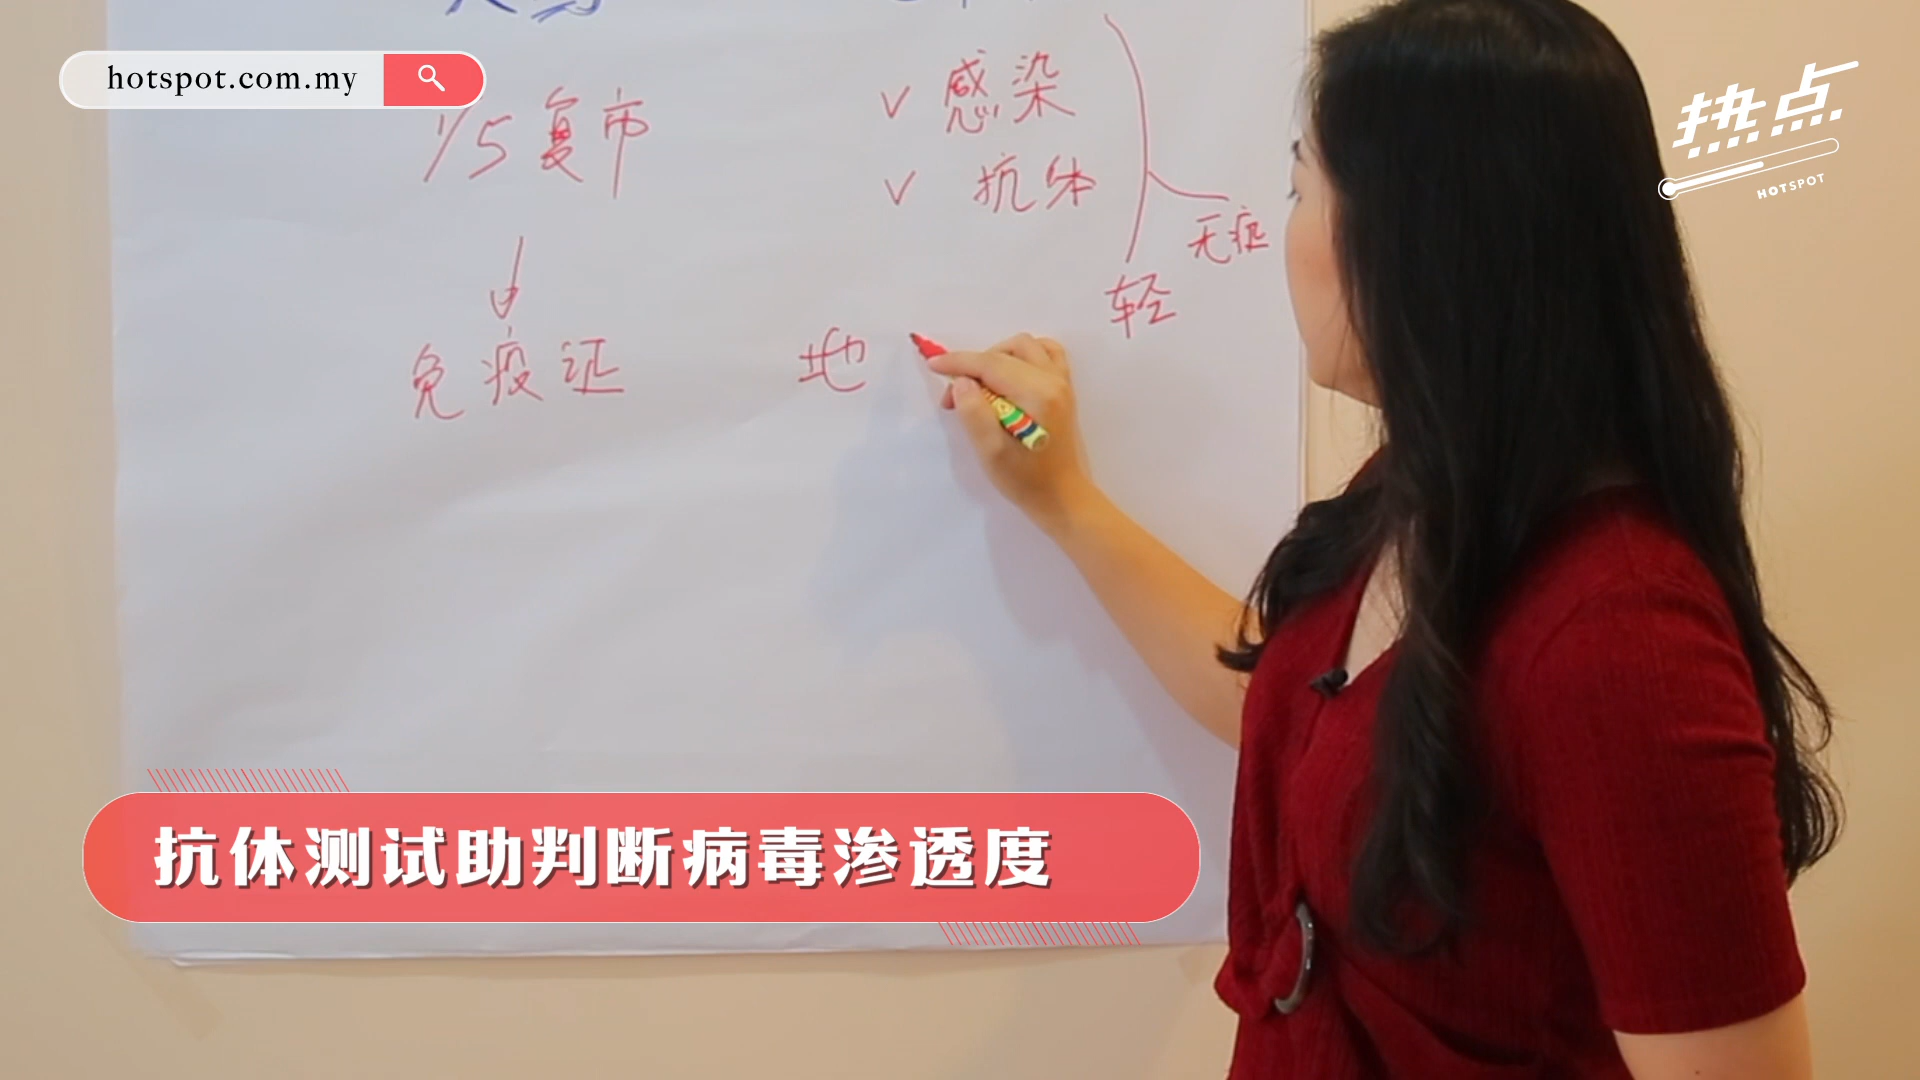 hotspot.com.my
热点
HOTSPOT
1/5复市
√ 感染
√ 抗体
无症
轻
免疫证
地
抗体测试助判断病毒渗透度